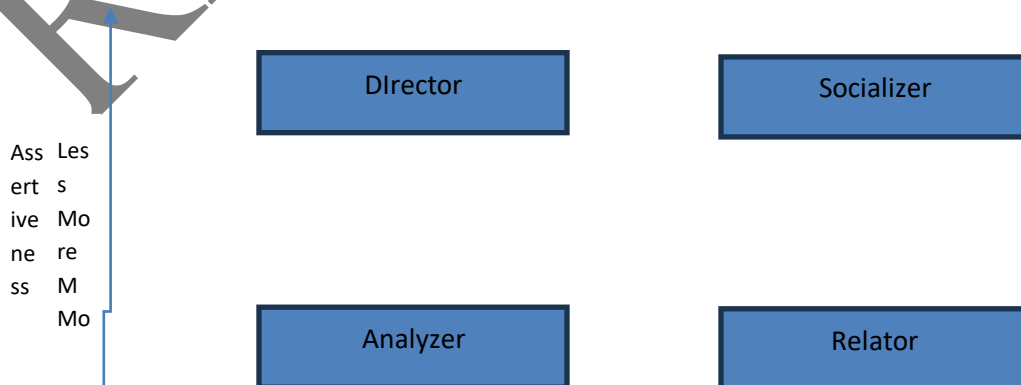 DIrector
Socializer
Ass
ert
ive
ne
ss
Les
s
Mo
re
M
Mo
Analyzer
Relator